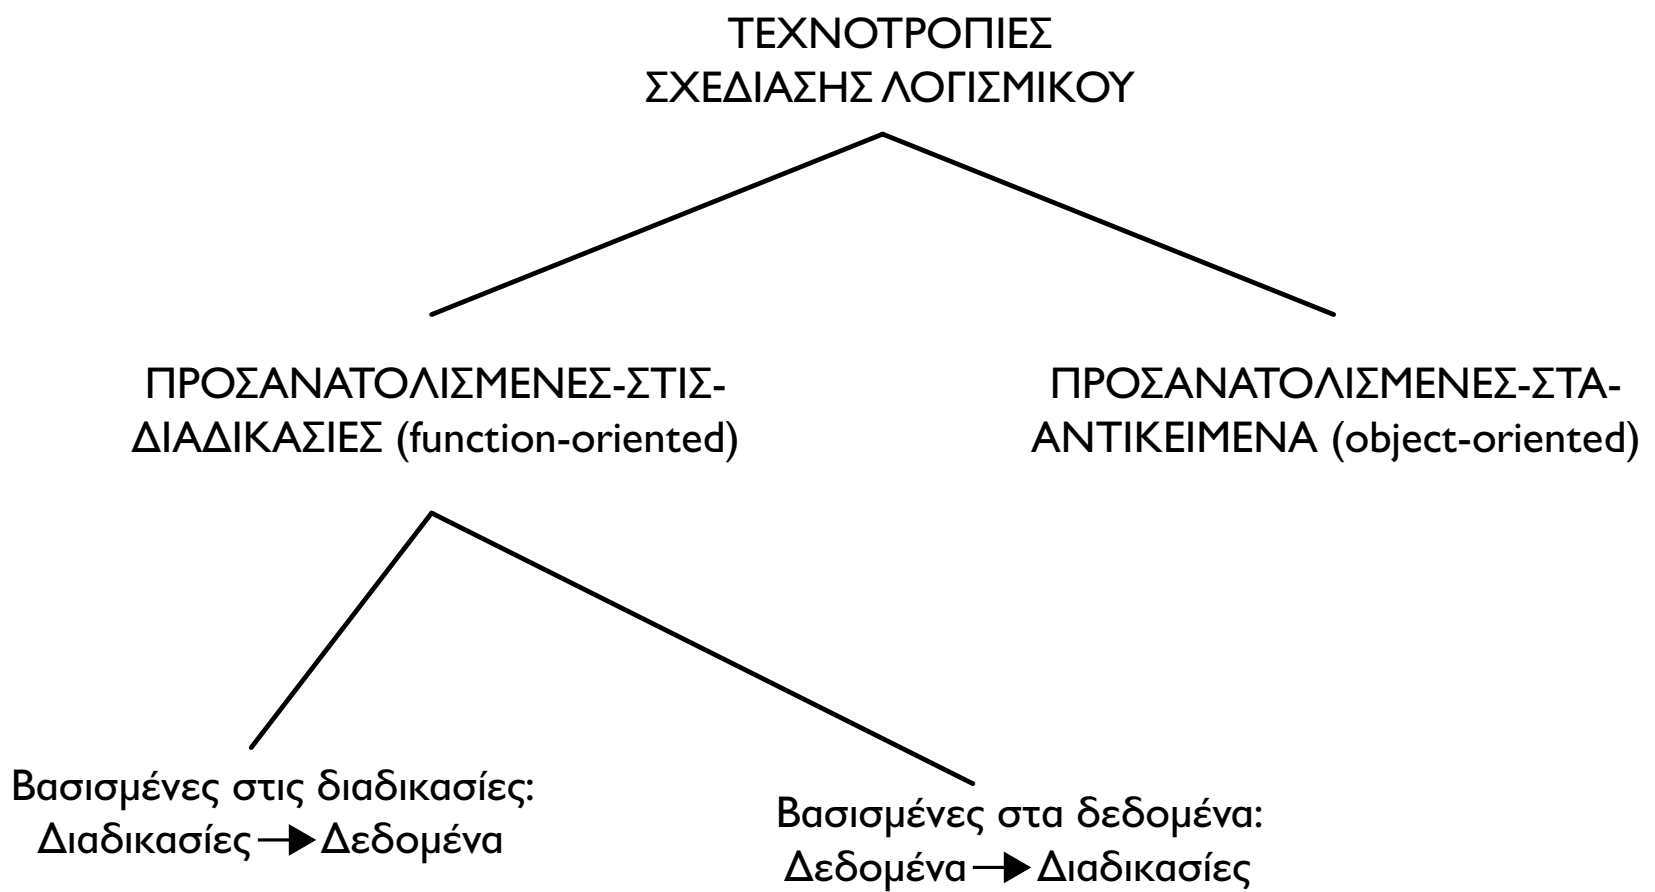 ΤΕΧΝΟΤΡΟΠΙΕΣ
ΣΧΕΔΙΑΣΗΣ ΛΟΓΙΣΜΙΚΟΥ
ΠΡΟΣΑΝΑΤΟΛΙΣΜΕΝΕΣ-ΣΤΙΣ-
ΔΙΑΔΙΚΑΣΙΕΣ (function-oriented)
ΠΡΟΣΑΝΑΤΟΛΙΣΜΕΝΕΣ-ΣΤΑ-
ΑΝΤΙΚΕΙΜΕΝΑ (object-oriented)
Βασισμένες στις διαδικασίες:
Διαδικασίες → Δεδομένα
Βασισμένες στα δεδομένα:
Δεδομένα → Διαδικασίες